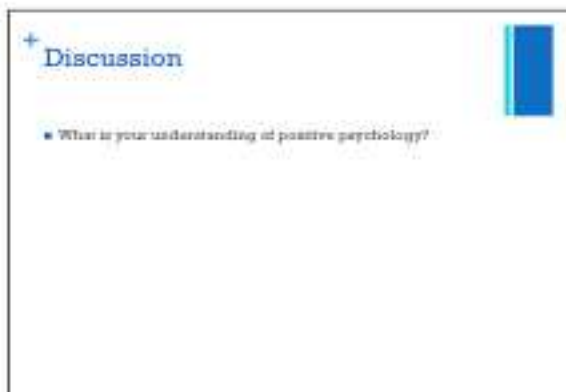 +
Discussion
▪ What is your understanding of positive psychology?